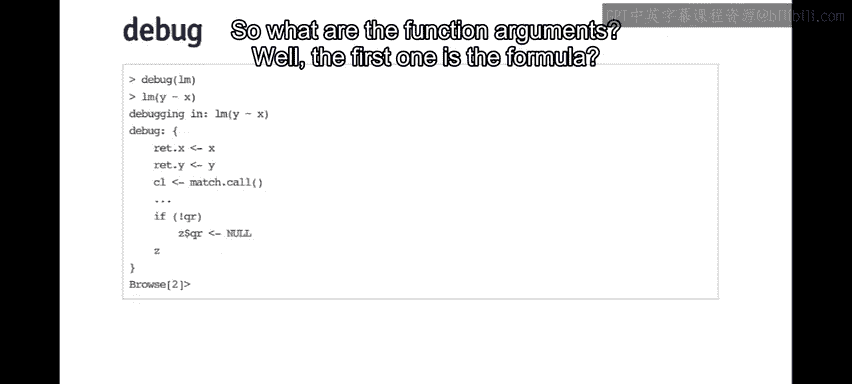 debug
So what are the function arguments?
Well, the first one is the formula?
> debug(lm)
> lm(y ~ x)
debugging in: lm(y ~ x)
debug: {
ret.x <- x
ret.y <- y
cl <- match.call()
...
if (!qr)
z$qr <- NULL
z
}
Browse[2]>